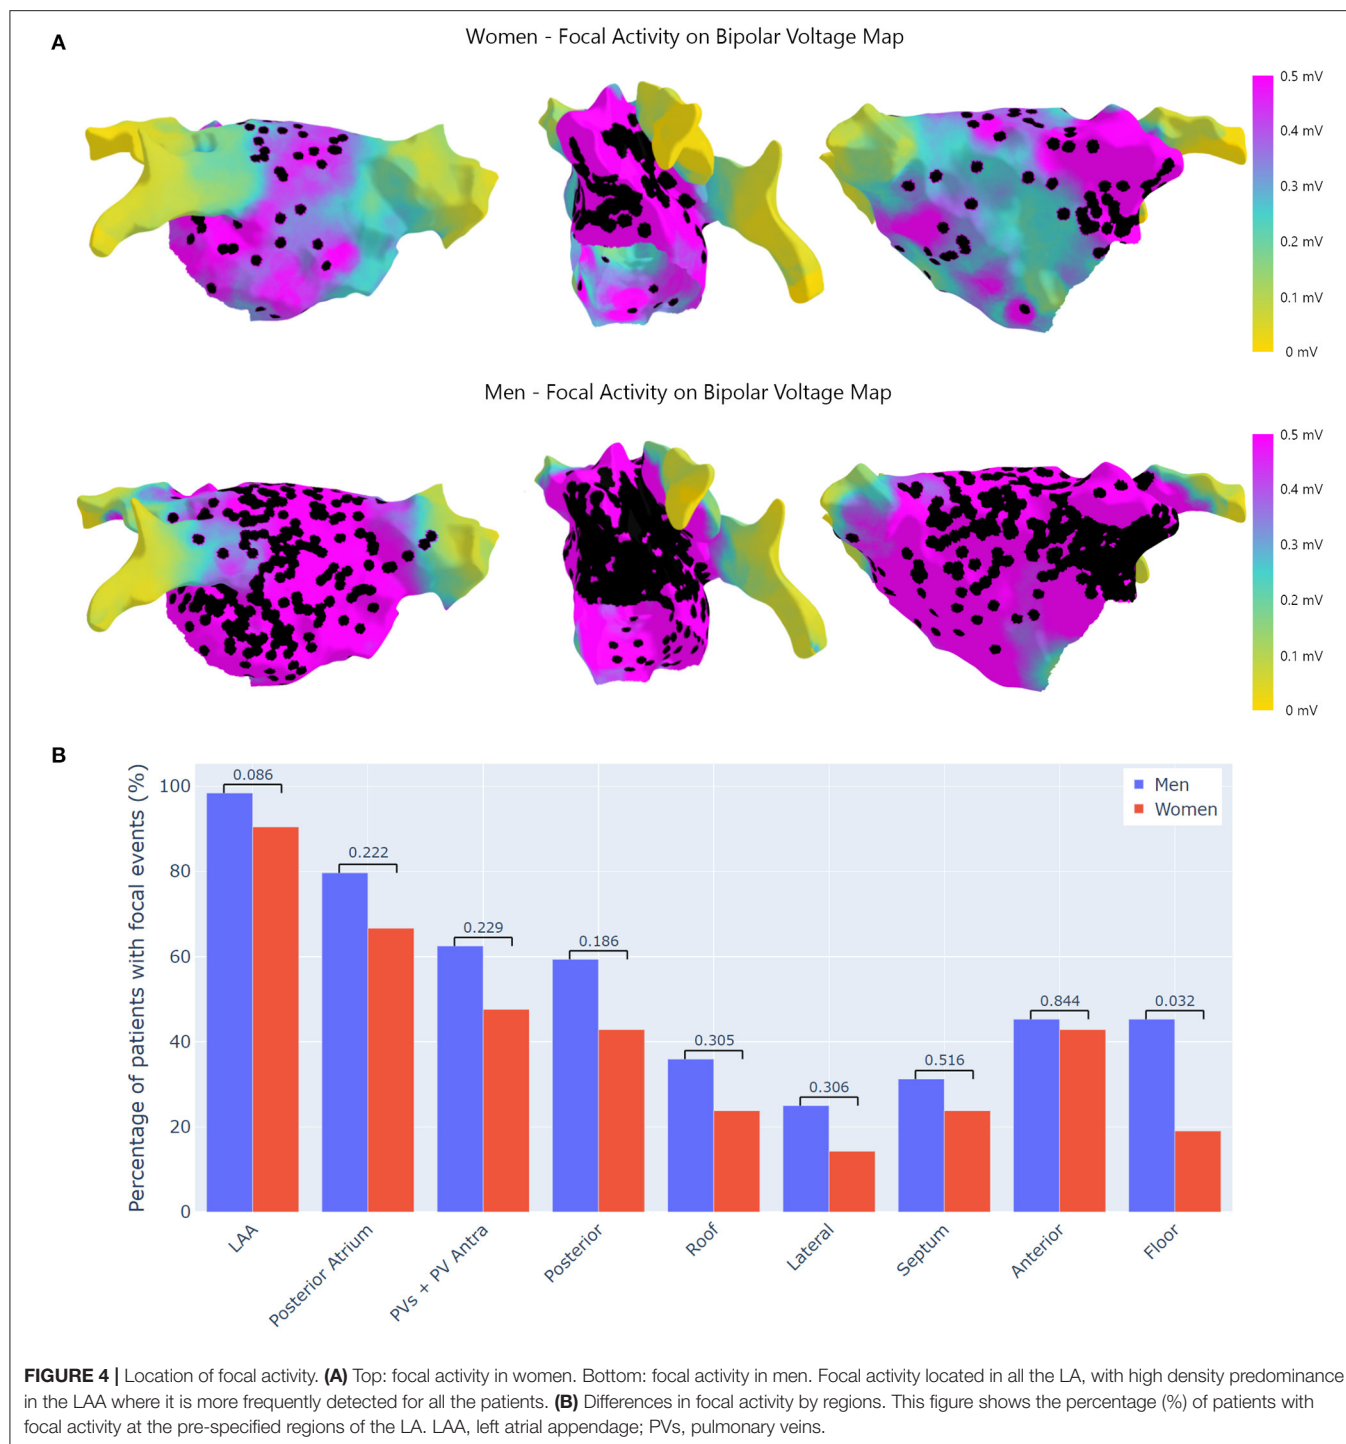 A
Women - Focal Activity on Bipolar Voltage Map
0.5 mV
0.4 mV
0.3 mV
0.2 mV
0.1 mV
0 mV
Men - Focal Activity on Bipolar Voltage Map
0.5 mV
0.4 mV
0.3 mV
0.2 mV
0.1 mV
0 mV
B
Percentage of patients with focal events (%)
100
80
60
40
20
0
0.086
0.222
0.229
0.186
0.305
0.306
0.516
0.844
0.032
Men
Women
LAA
Posterior Atrium
PVs + PV Antra
Posterior
Roof
Lateral
Septum
Anterior
Floor
FIGURE 4 | Location of focal activity. (A) Top: focal activity in women. Bottom: focal activity in men. Focal activity located in all the LA, with high density predominance
in the LAA where it is more frequently detected for all the patients. (B) Differences in focal activity by regions. This figure shows the percentage (%) of patients with
focal activity at the pre-specified regions of the LA. LAA, left atrial appendage; PVs, pulmonary veins.